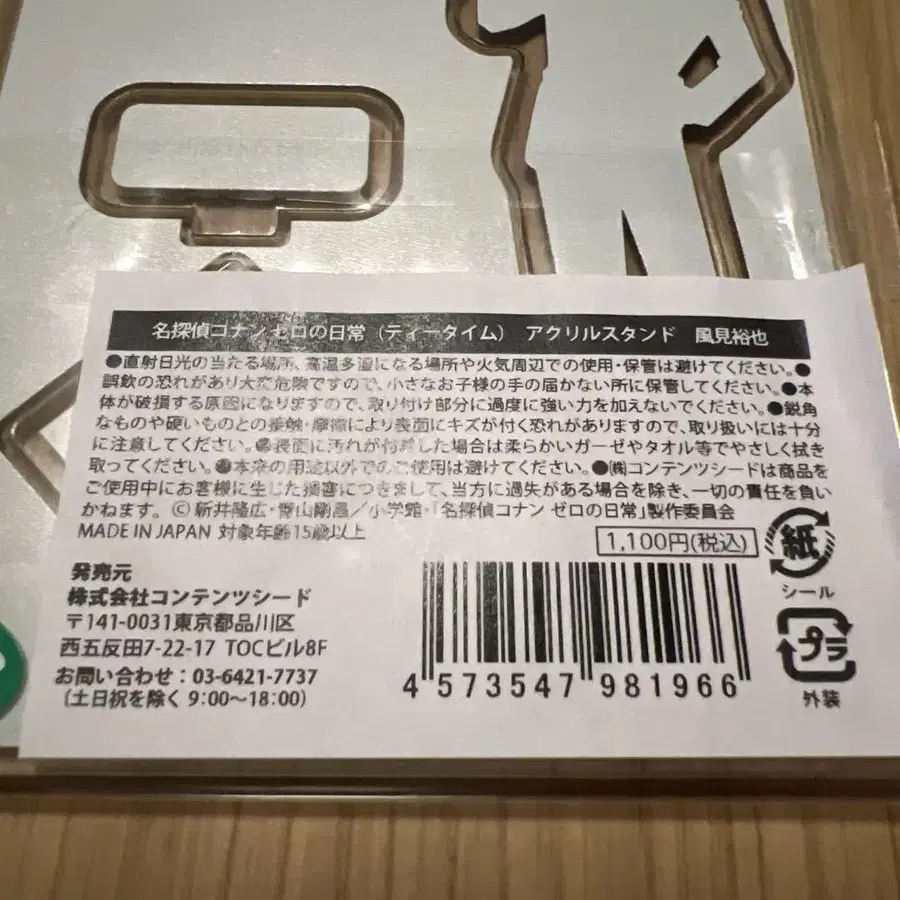 名探偵コナン ゼロの日常（ティータイム） アクリルスタンド 風見裕也
●直射日光の当たる場所、高温多湿になる場所や火気周辺での使用・保管は避けてください。●
誤飲の恐れがあり大変危険ですので、小さなお子様の手の届かない所に保管してください。●本
体が破損する原因になりますので、取り付け部分に過度に強い力を加えないでください。●鋭角
なものや硬いものとの接触・摩擦により表面にキズが付く恐れがありますので、取り扱いには十分
に注意してください。●表面に汚れが付着した場合は柔らかいガーゼやタオル等でやさしく拭き
取ってください。●本来の用途以外でのご使用は避けてください。●㈱コンテンツシードは商品を
ご使用中にお客様に生じた損害につきまして、当方に過失がある場合を除き、一切の責任を負い
かねます。 ©新井隆広・青山剛昌／小学館・「名探偵コナン ゼロの日常」製作委員会
MADE IN JAPAN 対象年齢15歳以上
1,100円(税込)
紙
シール
発売元
株式会社コンテンツシード
〒141-0031東京都品川区
西五反田7-22-17 TOCビル8F
お問い合わせ：03-6421-7737
(土日祝を除く 9:00～18:00)
4 573547 981966
プラ
外装